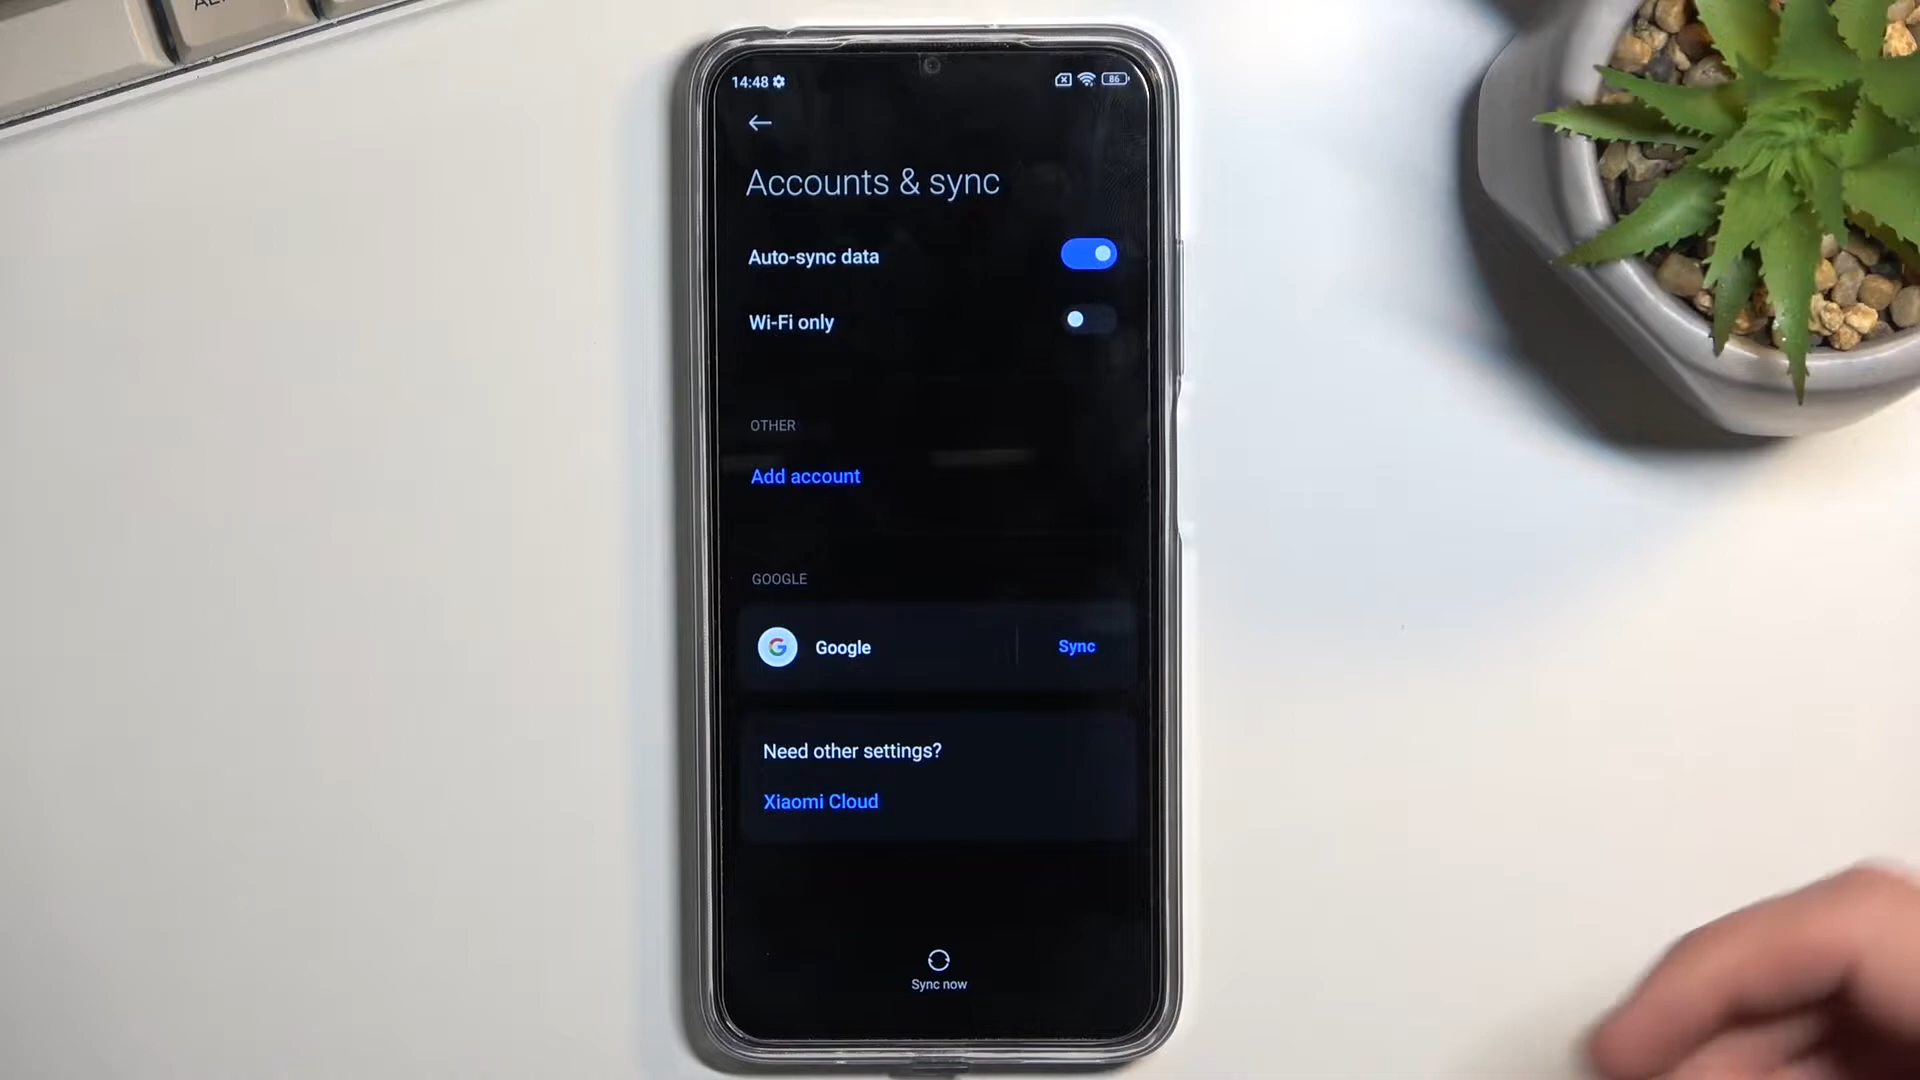 14:48
86
Accounts & sync
Auto-sync data
Wi-Fi only
OTHER
Add account
GOOGLE
Google
Sync
Need other settings?
Xiaomi Cloud
Sync now